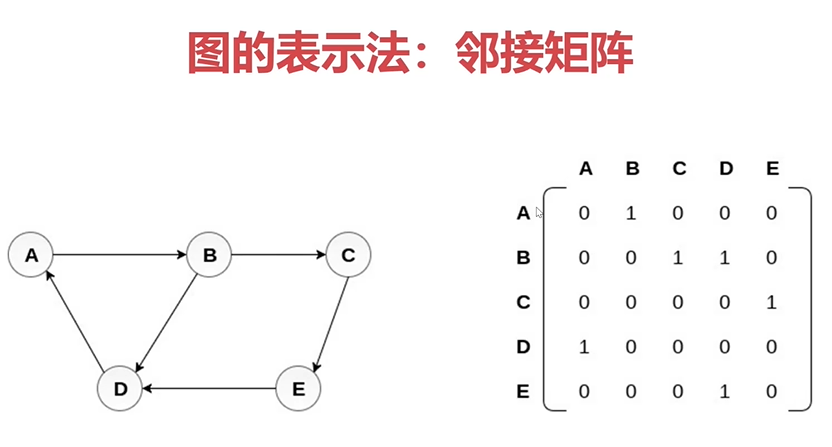 图的表示法：邻接矩阵
A B C D E
A 0 1 0 0 0
B 0 0 1 1 0
C 0 0 0 0 1
D 1 0 0 0 0
E 0 0 0 1 0
A B C
D E